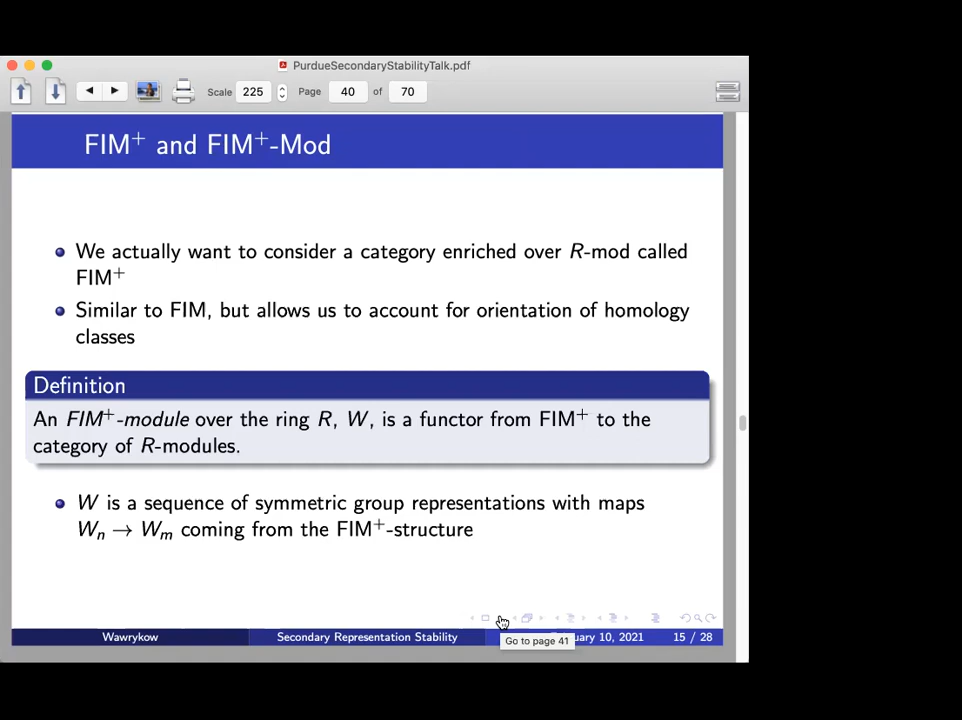 PurdueSecondaryStabilityTalk.pdf
Scale 225 Page 40 of 70
FIM⁺ and FIM⁺-Mod
We actually want to consider a category enriched over R-mod called
FIM⁺
Similar to FIM, but allows us to account for orientation of homology
classes
Definition
An FIM⁺-module over the ring R, W, is a functor from FIM⁺ to the
category of R-modules.
W is a sequence of symmetric group representations with maps
Wₙ → Wₘ coming from the FIM⁺-structure
Wawrykow Secondary Representation Stability 10, 2021 15 / 28
Go to page 41